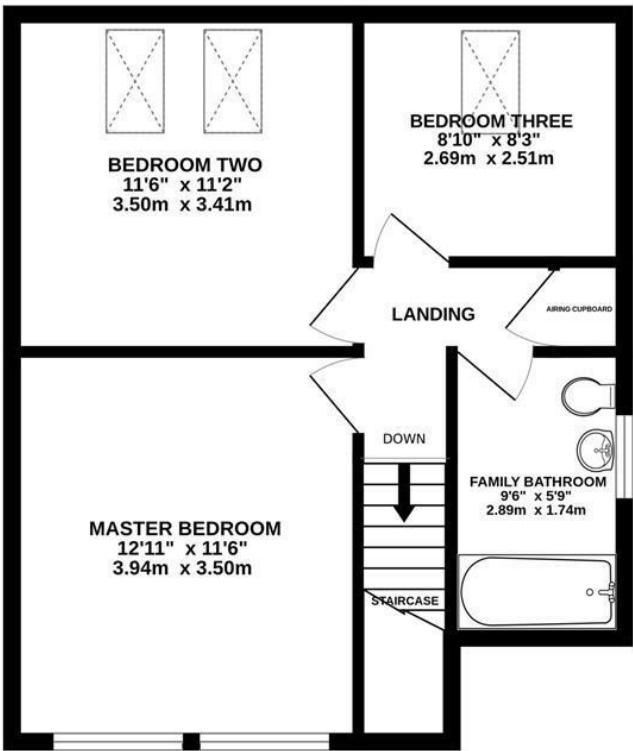 BEDROOM TWO
11'6" x 11'2"
3.50m x 3.41m
BEDROOM THREE
8'10" x 8'3"
2.69m x 2.51m
LANDING
AIRING CUPBOARD
DOWN
FAMILY BATHROOM
9'6" x 5'9"
2.89m x 1.74m
MASTER BEDROOM
12'11" x 11'6"
3.94m x 3.50m
STAIRCASE